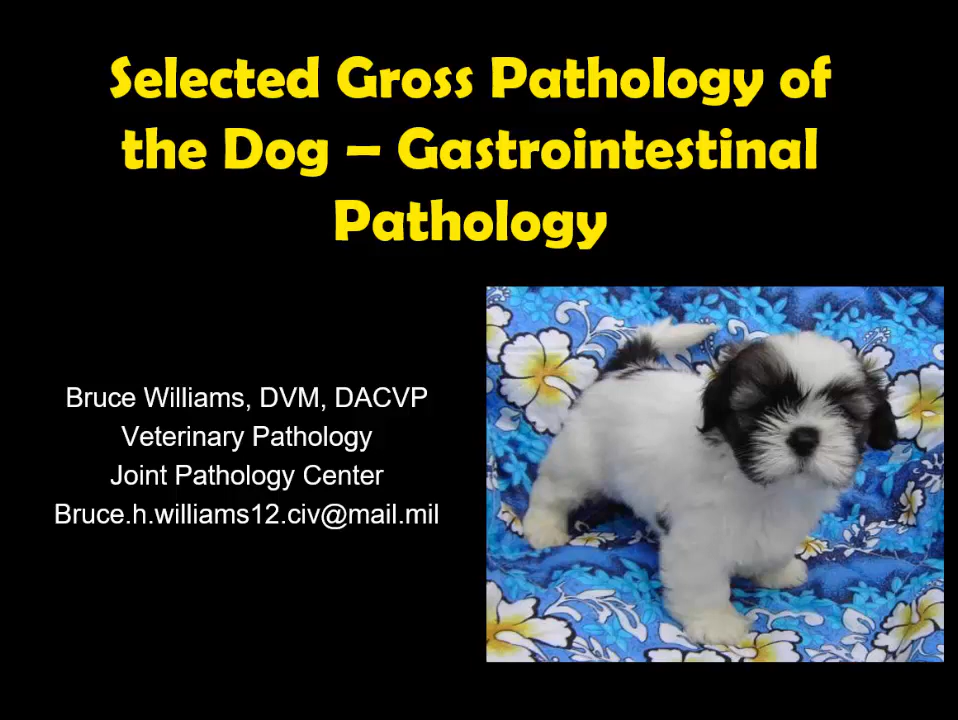 Selected Gross Pathology of
the Dog – Gastrointestinal
Pathology
Bruce Williams, DVM, DACVP
Veterinary Pathology
Joint Pathology Center
Bruce.h.williams12.civ@mail.mil